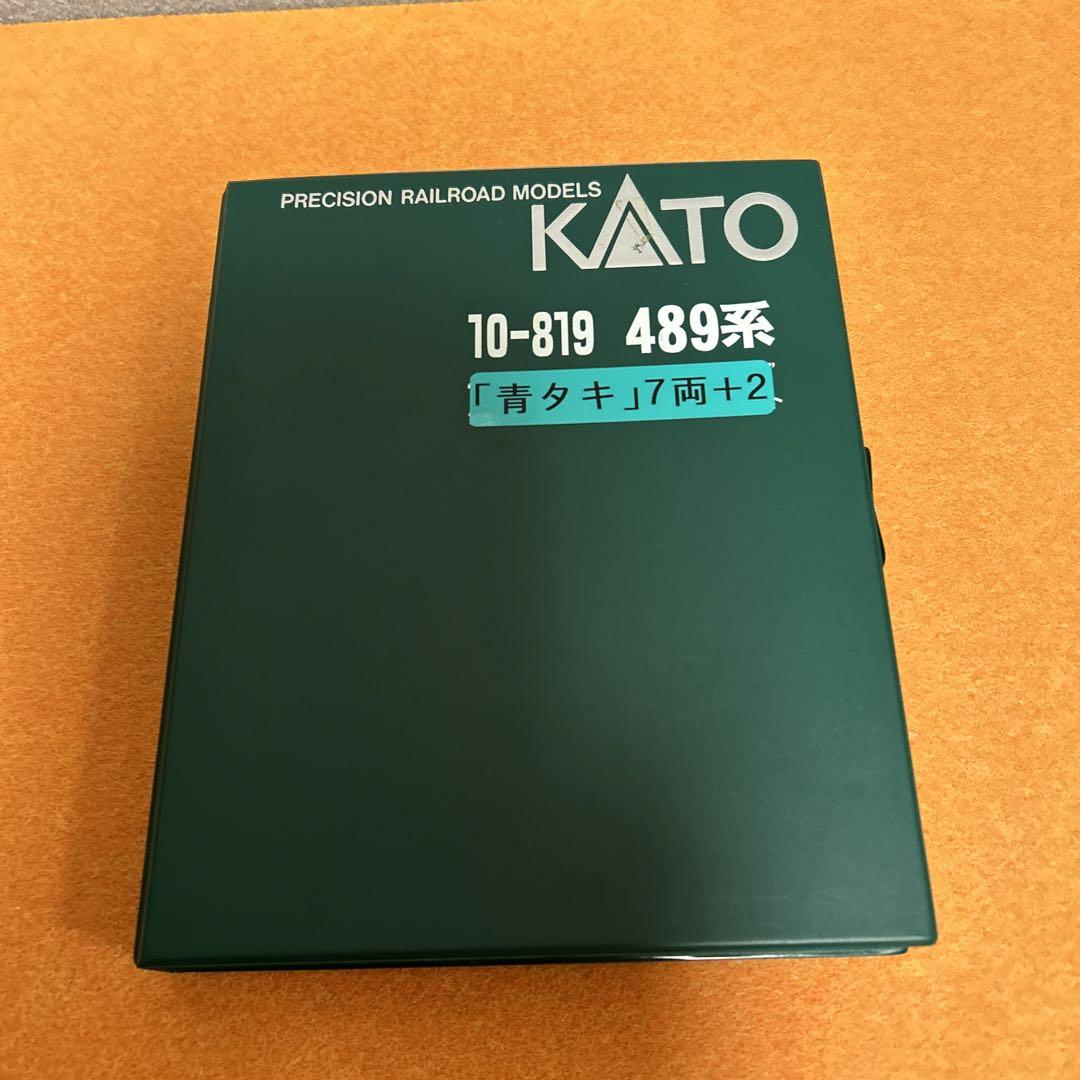 PRECISION RAILROAD MODELS
KATO
10-819 489系
「青タキ」7両+2